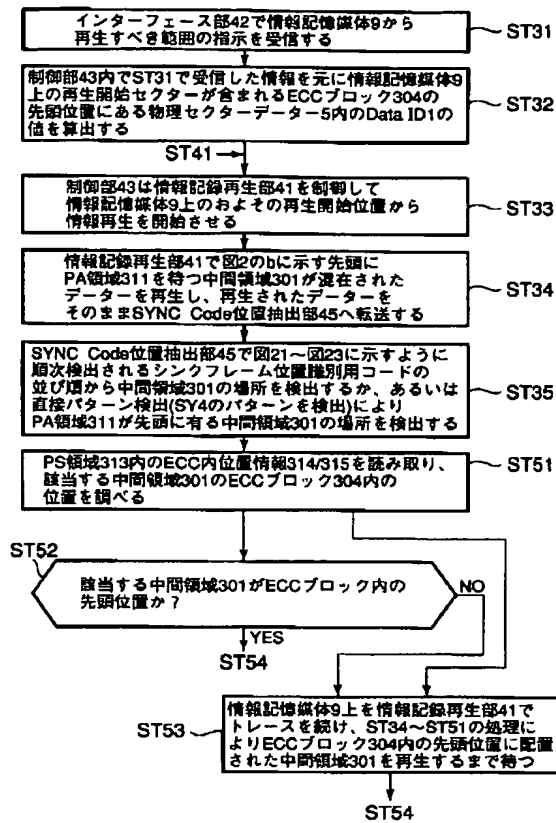 インターフェース部42で情報記憶媒体9から
再生すべき範囲の指示を受信する
ST31
制御部43内でST31で受信した情報を元に情報記憶媒体9
上の再生開始セクターが含まれるECCブロック304の
先頭位置にある物理セクターデーター5内のData ID1の
値を算出する
ST32
ST41
制御部43は情報記録再生部41を制御して
情報記憶媒体9上のおよその再生開始位置から
情報再生を開始させる
ST33
情報記録再生部41で図2のbに示す先頭に
PA領域311を待つ中間領域301が混在された
データーを再生し、再生されたデーターを
そのままSYNC Code位置抽出部45へ転送する
ST34
SYNC Code位置抽出部45で図21〜図23に示すように
順次検出されるシンクフレーム位置識別用コードの
並び順から中間領域301の場所を検出するか、あるいは
直接パターン検出(SY4のパターンを検出)により
PA領域311が先頭に有る中間領域301の場所を検出する
ST35
PS領域313内のECC内位置情報314/315を読み取り、
該当する中間領域301のECCブロック304内の
位置を調べる
ST51
ST52
該当する中間領域301がECCブロック内の
先頭位置か?
NO
YES
ST54
情報記憶媒体9上を情報記録再生部41で
トレースを続け、ST34〜ST51の処理に
よりECCブロック304内の先頭位置に配置
された中間領域301を再生するまで待つ
ST53
ST54